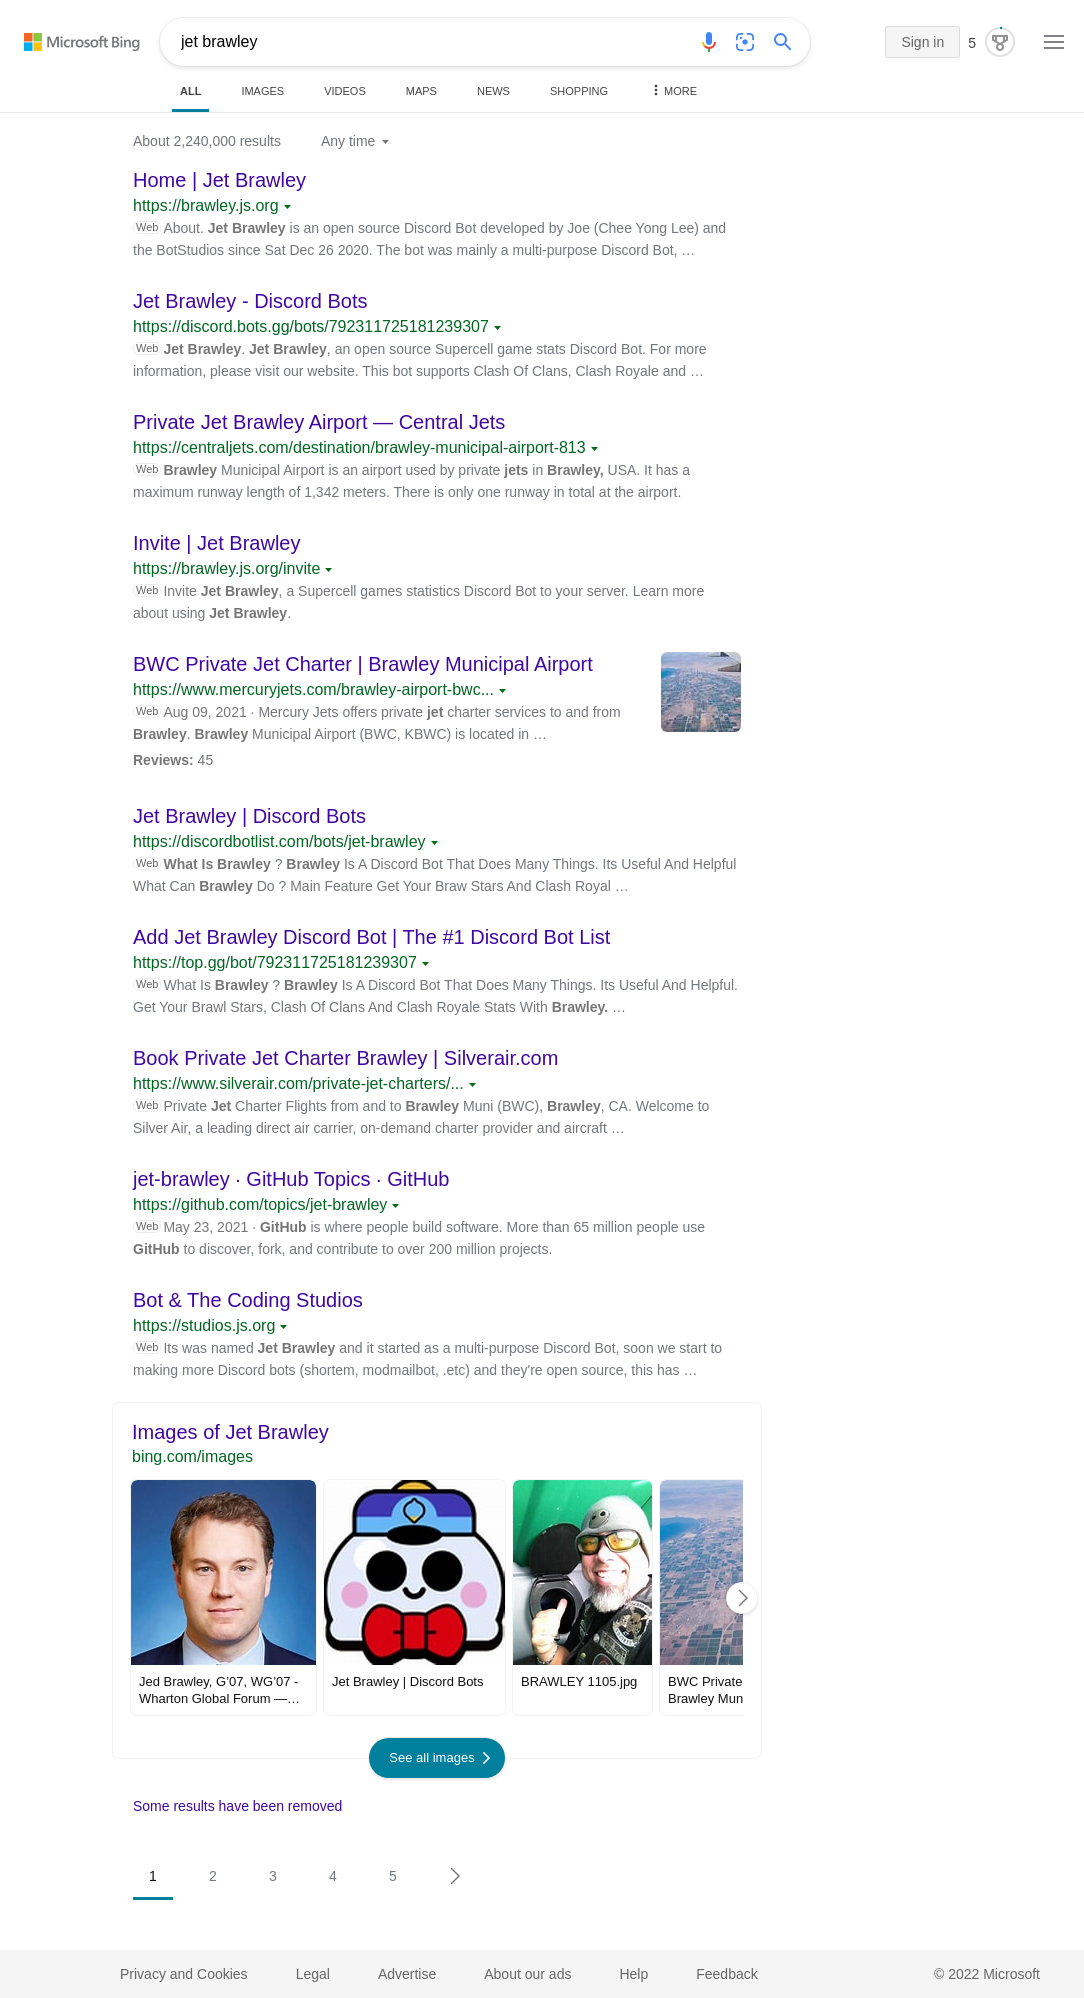 Microsoft Bing
jet brawley
Sign in
5
ALL
IMAGES
VIDEOS
MAPS
NEWS
SHOPPING
MORE
About 2,240,000 results
Any time
Home | Jet Brawley
https://brawley.js.org
Web About. Jet Brawley is an open source Discord Bot developed by Joe (Chee Yong Lee) and
the BotStudios since Sat Dec 26 2020. The bot was mainly a multi-purpose Discord Bot, …
Jet Brawley - Discord Bots
https://discord.bots.gg/bots/792311725181239307
Web Jet Brawley. Jet Brawley, an open source Supercell game stats Discord Bot. For more
information, please visit our website. This bot supports Clash Of Clans, Clash Royale and …
Private Jet Brawley Airport — Central Jets
https://centraljets.com/destination/brawley-municipal-airport-813
Web Brawley Municipal Airport is an airport used by private jets in Brawley, USA. It has a
maximum runway length of 1,342 meters. There is only one runway in total at the airport.
Invite | Jet Brawley
https://brawley.js.org/invite
Web Invite Jet Brawley, a Supercell games statistics Discord Bot to your server. Learn more
about using Jet Brawley.
BWC Private Jet Charter | Brawley Municipal Airport
https://www.mercuryjets.com/brawley-airport-bwc...
Web Aug 09, 2021 · Mercury Jets offers private jet charter services to and from
Brawley. Brawley Municipal Airport (BWC, KBWC) is located in …
Reviews: 45
Jet Brawley | Discord Bots
https://discordbotlist.com/bots/jet-brawley
Web What Is Brawley ? Brawley Is A Discord Bot That Does Many Things. Its Useful And Helpful
What Can Brawley Do ? Main Feature Get Your Braw Stars And Clash Royal …
Add Jet Brawley Discord Bot | The #1 Discord Bot List
https://top.gg/bot/792311725181239307
Web What Is Brawley ? Brawley Is A Discord Bot That Does Many Things. Its Useful And Helpful.
Get Your Brawl Stars, Clash Of Clans And Clash Royale Stats With Brawley. …
Book Private Jet Charter Brawley | Silverair.com
https://www.silverair.com/private-jet-charters/...
Web Private Jet Charter Flights from and to Brawley Muni (BWC), Brawley, CA. Welcome to
Silver Air, a leading direct air carrier, on-demand charter provider and aircraft …
jet-brawley · GitHub Topics · GitHub
https://github.com/topics/jet-brawley
Web May 23, 2021 · GitHub is where people build software. More than 65 million people use
GitHub to discover, fork, and contribute to over 200 million projects.
Bot & The Coding Studios
https://studios.js.org
Web Its was named Jet Brawley and it started as a multi-purpose Discord Bot, soon we start to
making more Discord bots (shortem, modmailbot, .etc) and they're open source, this has …
Images of Jet Brawley
bing.com/images
Jed Brawley, G’07, WG’07 -
Wharton Global Forum —…
Jet Brawley | Discord Bots
BRAWLEY 1105.jpg
BWC Private
Brawley Mun
See all images
Some results have been removed
1
2
3
4
5
Privacy and Cookies
Legal
Advertise
About our ads
Help
Feedback
© 2022 Microsoft